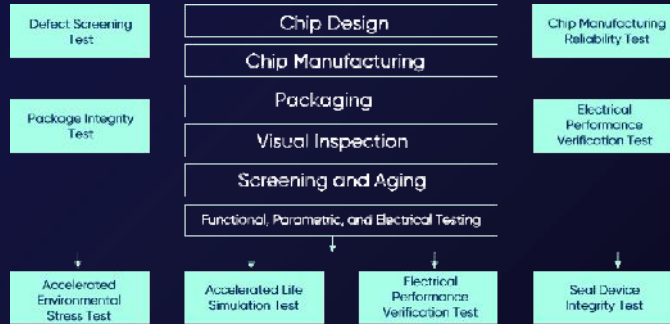 Defect Screening
Test
Chip Design
Chip Manufacturing
Reliability Test
Chip Manufacturing
Packaging
Package Integrity
Test
Electrical
Performance
Verification Test
Visual Inspection
Screening and Aging
Functional, Parametric, and Electrical Testing
Accelerated
Environmental
Stress Test
Accelerated Life
Simulation Test
Electrical
Performance
Verification Test
Seal Device
Integrity Test